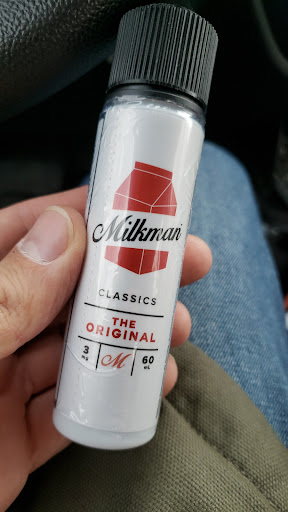 Milkman
CLASSICS
THE
ORIGINAL
3 M 60
MG ML